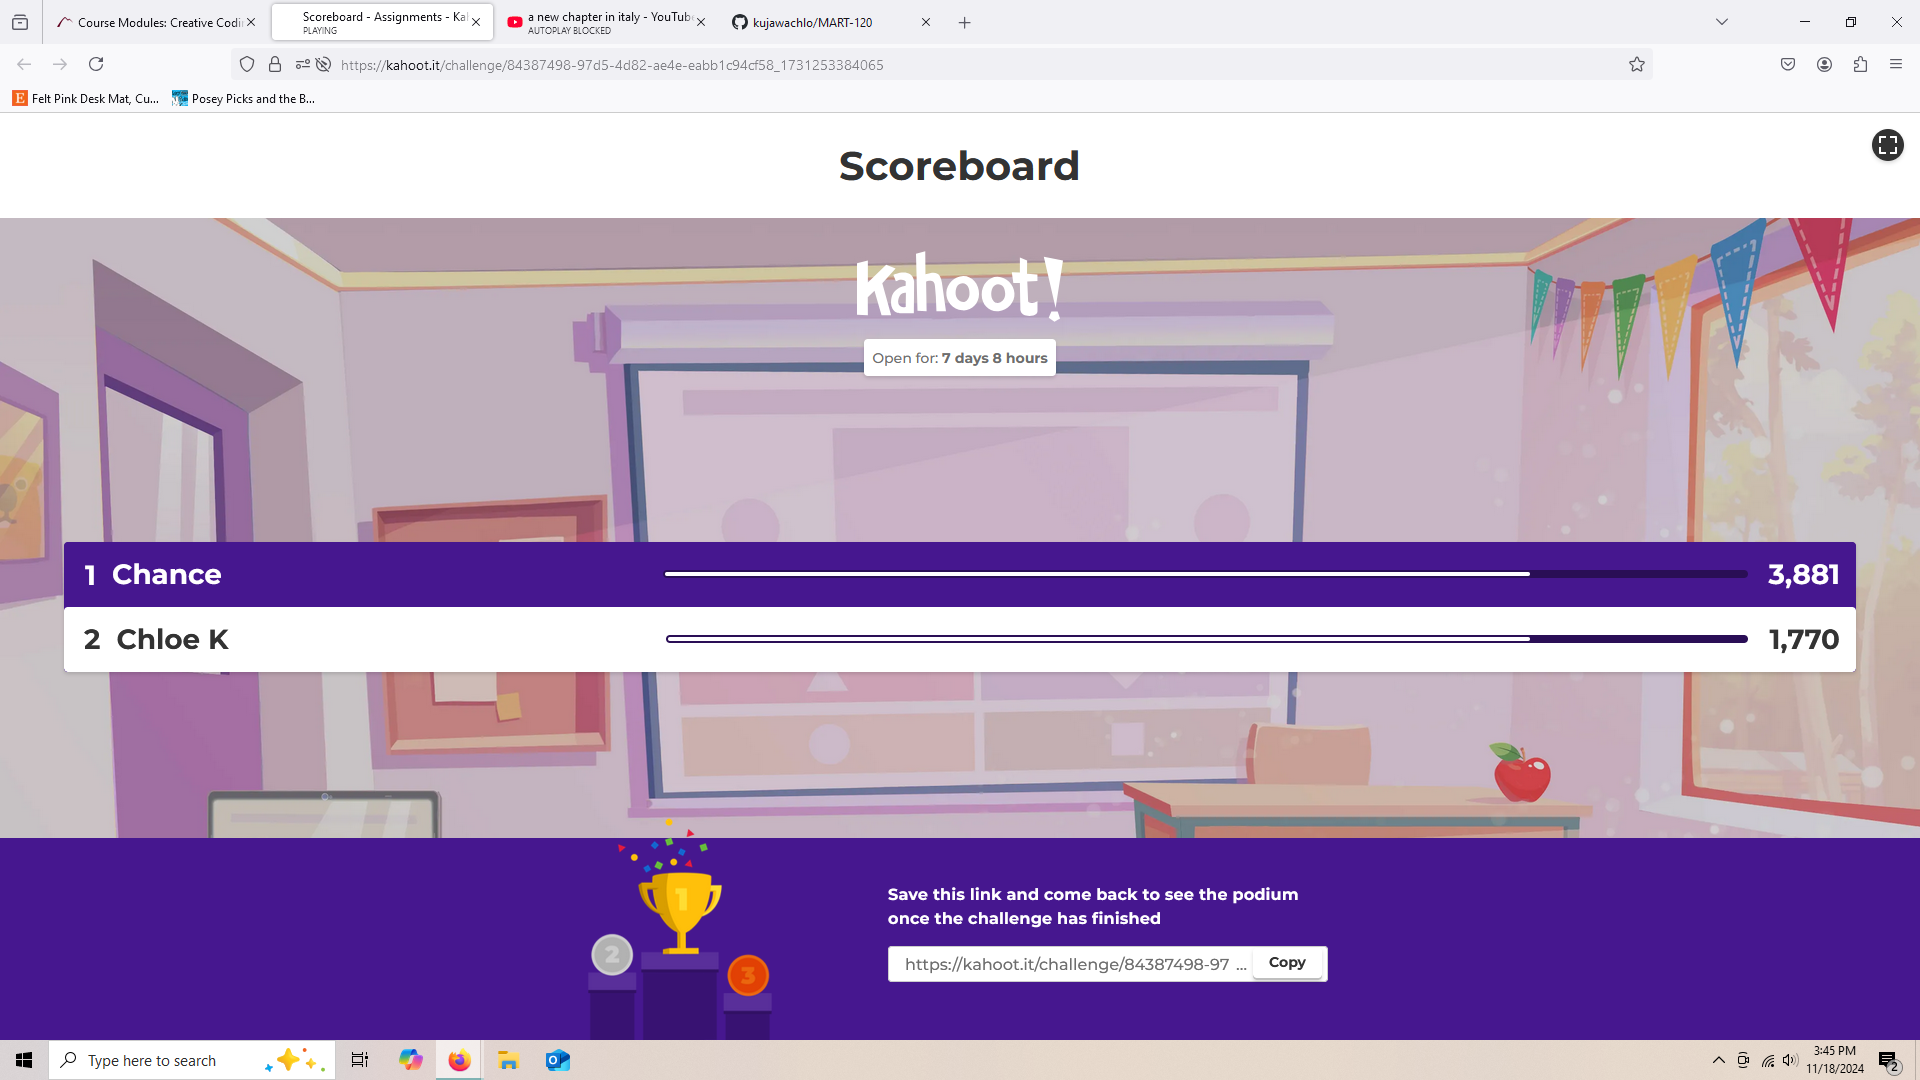 Course Modules: Creative Codi
Scoreboard - Assignments - Ka
PLAYING
a new chapter in italy - YouTube
AUTOPLAY BLOCKED
kujawachlo/MART-120
https://kahoot.it/challenge/84387498-97d5-4d82-ae4e-eabb1c94cf58_1731253384065
Felt Pink Desk Mat, Cu...
Posey Picks and the B...
Scoreboard
Kahoot!
Open for: 7 days 8 hours
1 Chance 3,881
2 Chloe K 1,770
1
2
3
Save this link and come back to see the podium
once the challenge has finished
https://kahoot.it/challenge/84387498-97 ...
Copy
Type here to search
3:45 PM
11/18/2024
2